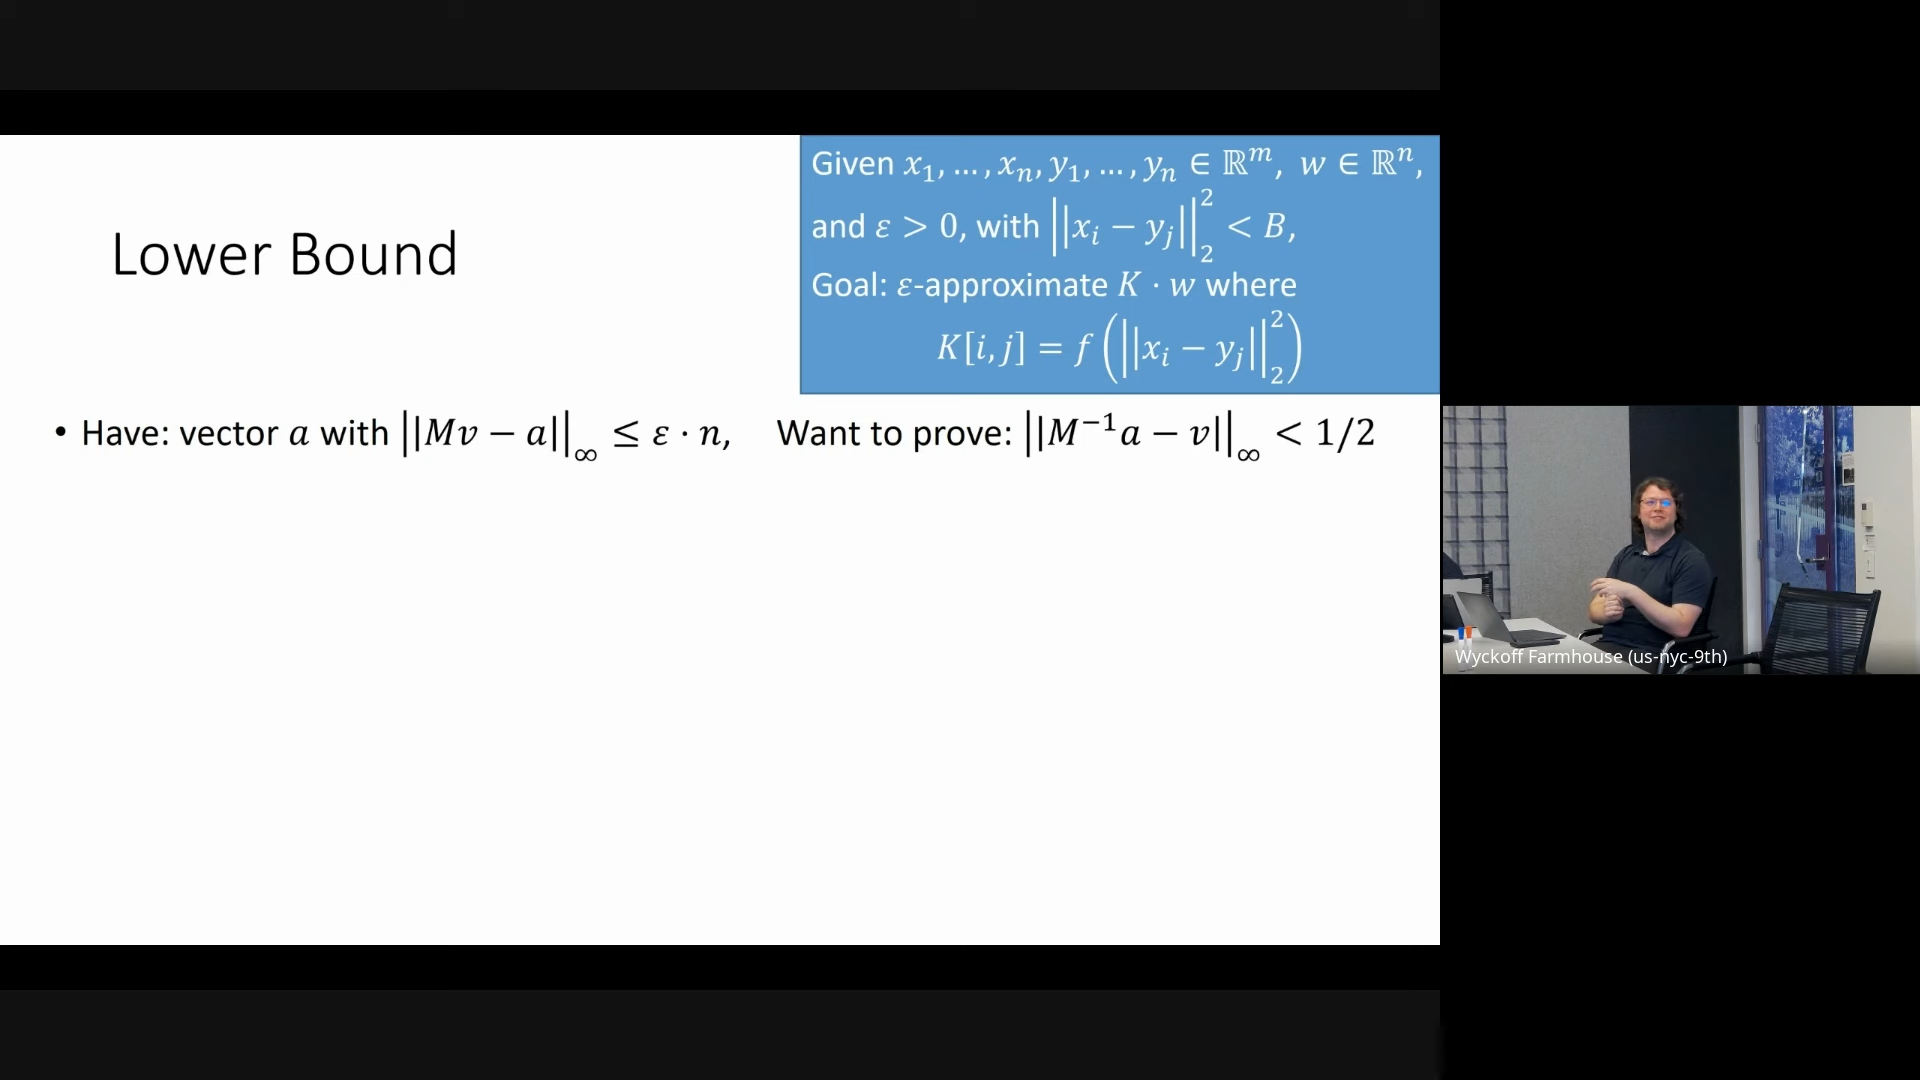 Given x₁, …, xₙ, y₁, …, yₙ ∈ ℝᵐ, w ∈ ℝⁿ,
and ε > 0, with ||xᵢ − yⱼ||₂² < B,
Goal: ε-approximate K · w where
K[i, j] = f(||xᵢ − yⱼ||₂²)
Lower Bound
• Have: vector a with ||Mv − a||∞ ≤ ε · n, Want to prove: ||M⁻¹a − v||∞ < 1/2
Wyckoff Farmhouse (us-nyc-9th)